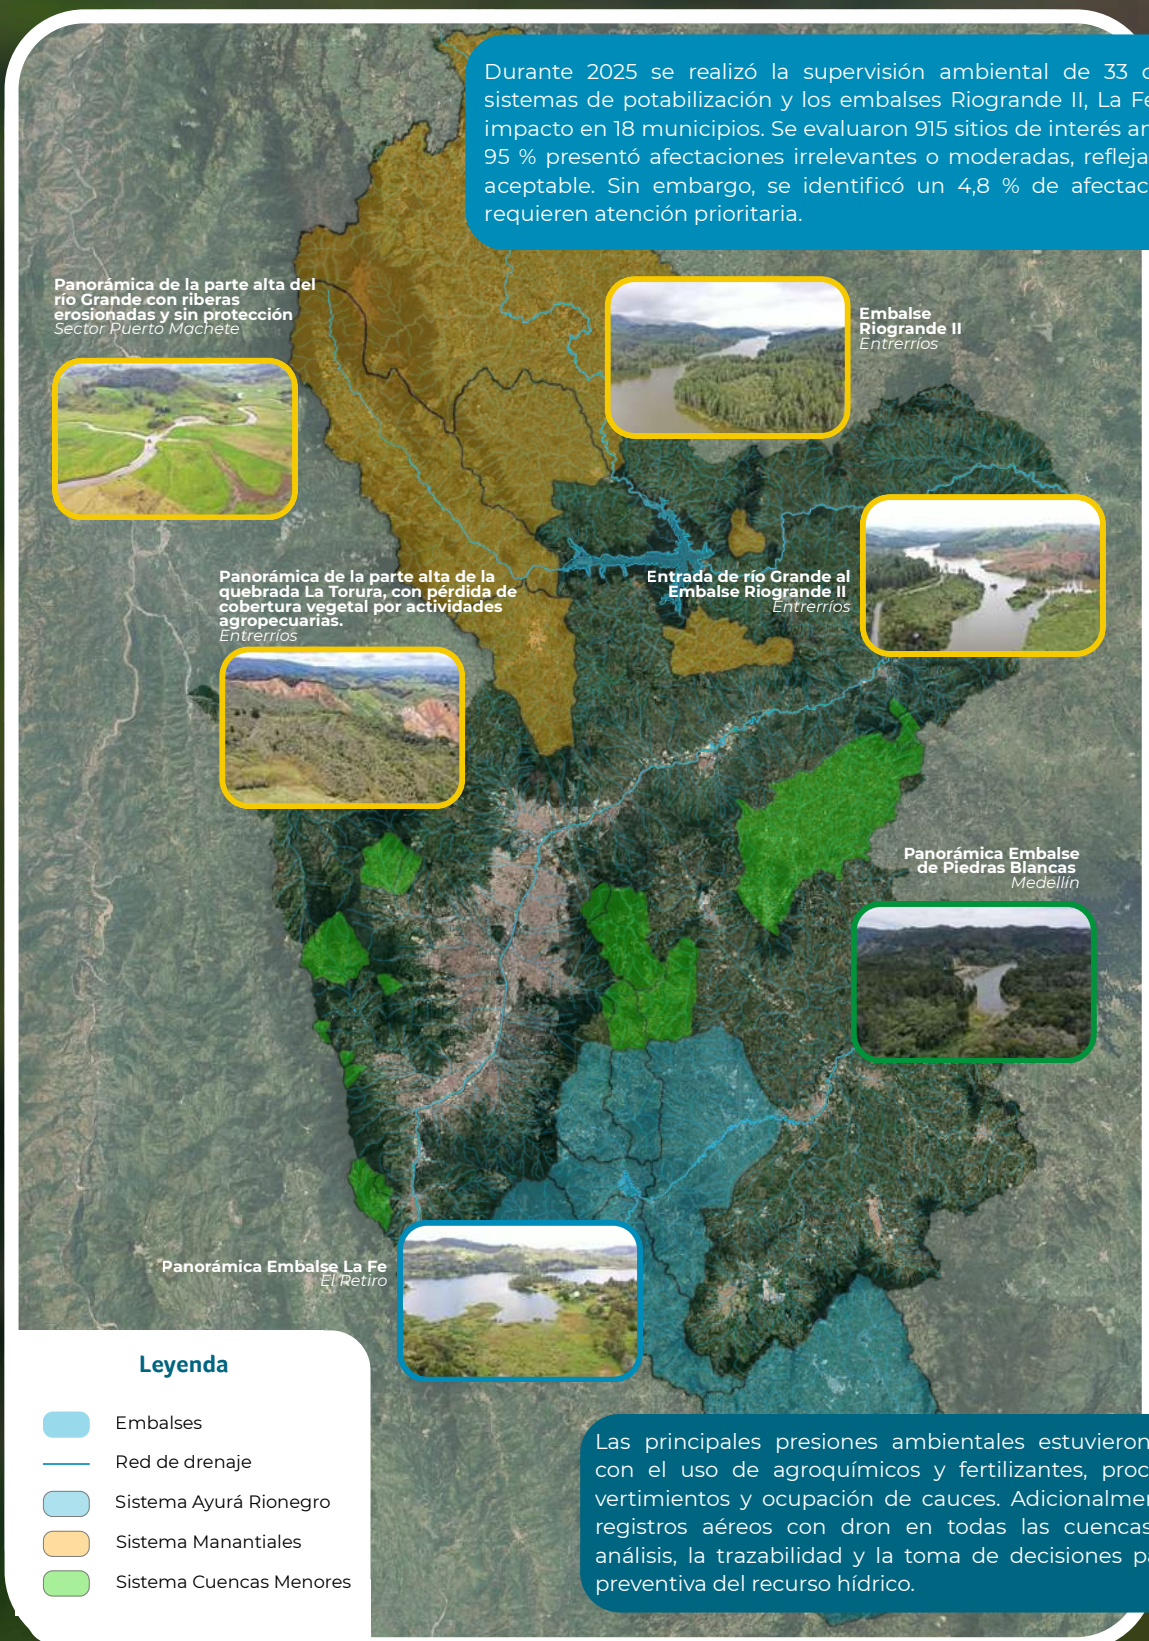 Durante 2025 se realizó la supervisión ambiental de 33
sistemas de potabilización y los embalses Riogrande II, La
impacto en 18 municipios. Se evaluaron 915 sitios de interés
95 % presentó afectaciones irrelevantes o moderadas,
aceptable. Sin embargo, se identificó un 4,8 % de
requieren atención prioritaria.
Panorámica de la parte alta del
río Grande con riberas
erosionadas y sin protección
Sector Puerto Machete
Embalse
Riogrande II
Entrerríos
Panorámica de la parte alta de la
quebrada La Torura, con pérdida de
cobertura vegetal por actividades
agropecuarias.
Entrerríos
Entrada de río Grande al
Embalse Riogrande II
Entrerríos
Panorámica Embalse
de Piedras Blancas
Medellín
Panorámica Embalse La Fe
El Retiro
Leyenda
Embalses
Red de drenaje
Sistema Ayurá Rionegro
Sistema Manantiales
Sistema Cuencas Menores
Las principales presiones ambientales estuvieron
con el uso de agroquímicos y fertilizantes,
vertimientos y ocupación de cauces.
registros aéreos con dron en todas las cuencas
análisis, la trazabilidad y la toma de decisiones
preventiva del recurso hídrico.